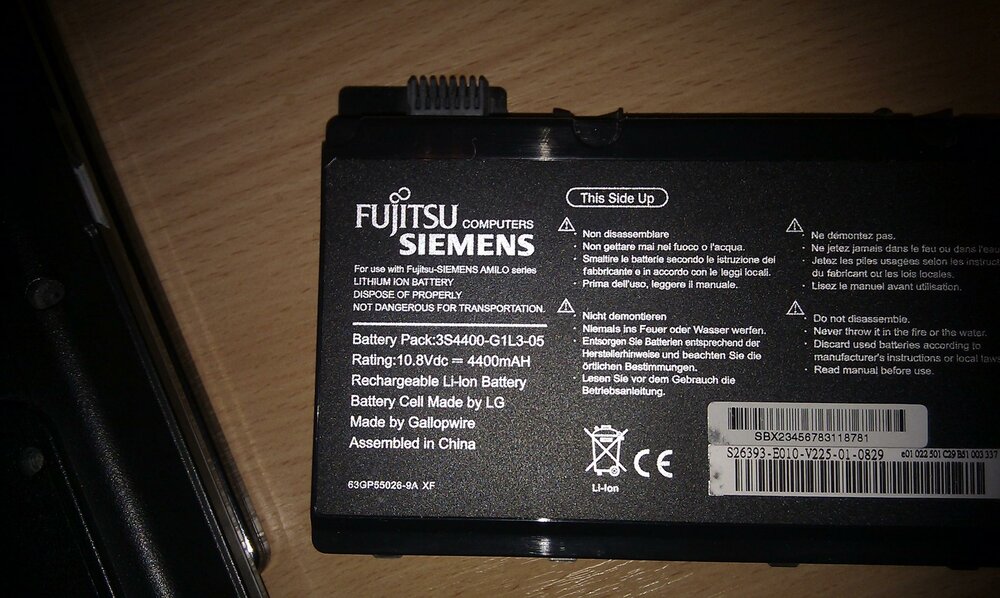 This Side Up
FUJITSU COMPUTERS
SIEMENS
For use with Fujitsu-SIEMENS AMILO series
LITHIUM ION BATTERY
DISPOSE OF PROPERLY
NOT DANGEROUS FOR TRANSPORTATION.
Battery Pack:3S4400-G1L3-05
Rating:10.8Vdc ⎓ 4400mAH
Rechargeable Li-Ion Battery
Battery Cell Made by LG
Made by Gallopwire
Assembled in China
63GP55026-9A XF
· Non disassemblare
· Non gettare mai nel fuoco o l'acqua.
· Smaltire le batterie secondo le istruzioni del
fabbricante e in accordo con le leggi locali.
· Prima dell'uso, leggere il manuale.
· Nicht demontieren
· Niemals ins Feuer oder Wasser werfen.
· Entsorgen Sie Batterien entsprechend der
Herstellerhinweise und beachten Sie die
örtlichen Bestimmungen.
· Lesen Sie vor dem Gebrauch die
Betriebsanleitung.
Li-Ion
CE
· Ne démontez pas.
· Ne jetez jamais dans le feu ou dans l'eau
· Jetez les piles usagées selon les instruct
du fabricant ou les lois locales.
· Lisez le manuel avant utilisation.
· Do not disassemble.
· Never throw it in the fire or the water.
· Discard used batteries according to
manufacturer's instructions or local laws
· Read manual before use.
SBX23456783118781
S26393-E010-V225-01-0829 e01 022 501 C29 B51 003 337